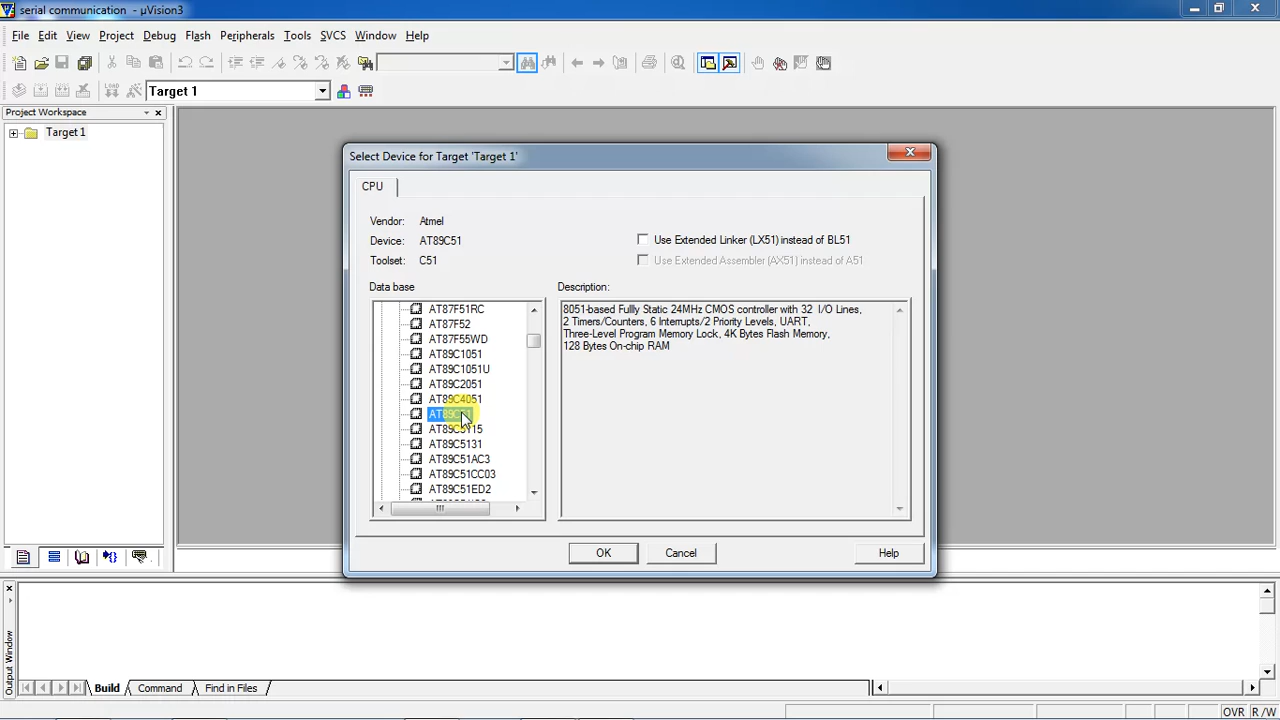 serial communication - µVision3
File Edit View Project Debug Flash Peripherals Tools SVCS Window Help
LOAD
Target 1
Project Workspace
Target 1
Select Device for Target 'Target 1'
CPU
Vendor: Atmel
Device: AT89C51
Use Extended Linker (LX51) instead of BL51
Toolset: C51
Use Extended Assembler (AX51) instead of A51
Data base
Description:
AT87F51RC
AT87F52
AT87F55WD
AT89C1051
AT89C1051U
AT89C2051
AT89C4051
AT89C51
AT89C5115
AT89C5131
AT89C51AC3
AT89C51CC03
AT89C51ED2
8051-based Fullly Static 24MHz CMOS controller with 32 I/O Lines,
2 Timers/Counters, 6 Interrupts/2 Priority Levels, UART,
Three-Level Program Memory Lock, 4K Bytes Flash Memory,
128 Bytes On-chip RAM
OK Cancel Help
Output Window
Build Command Find in Files
OVR R/W